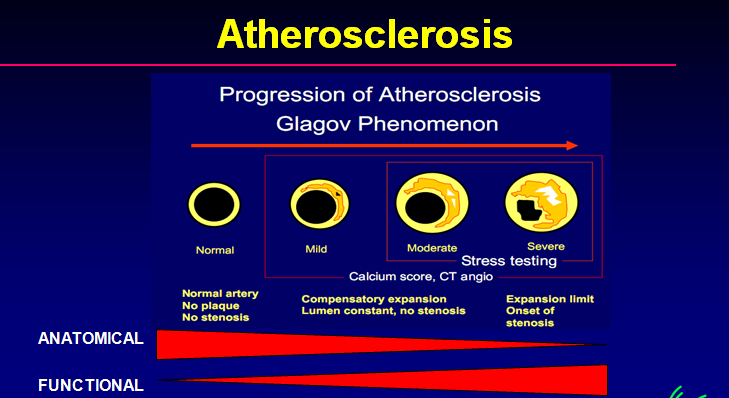 Atherosclerosis
Progression of Atherosclerosis
Glagov Phenomenon
Normal
Mild
Moderate
Severe
Stress testing
Calcium score, CT angio
Normal artery
No plaque
No stenosis
Compensatory expansion
Lumen constant, no stenosis
Expansion limit
Onset of
stenosis
ANATOMICAL
FUNCTIONAL